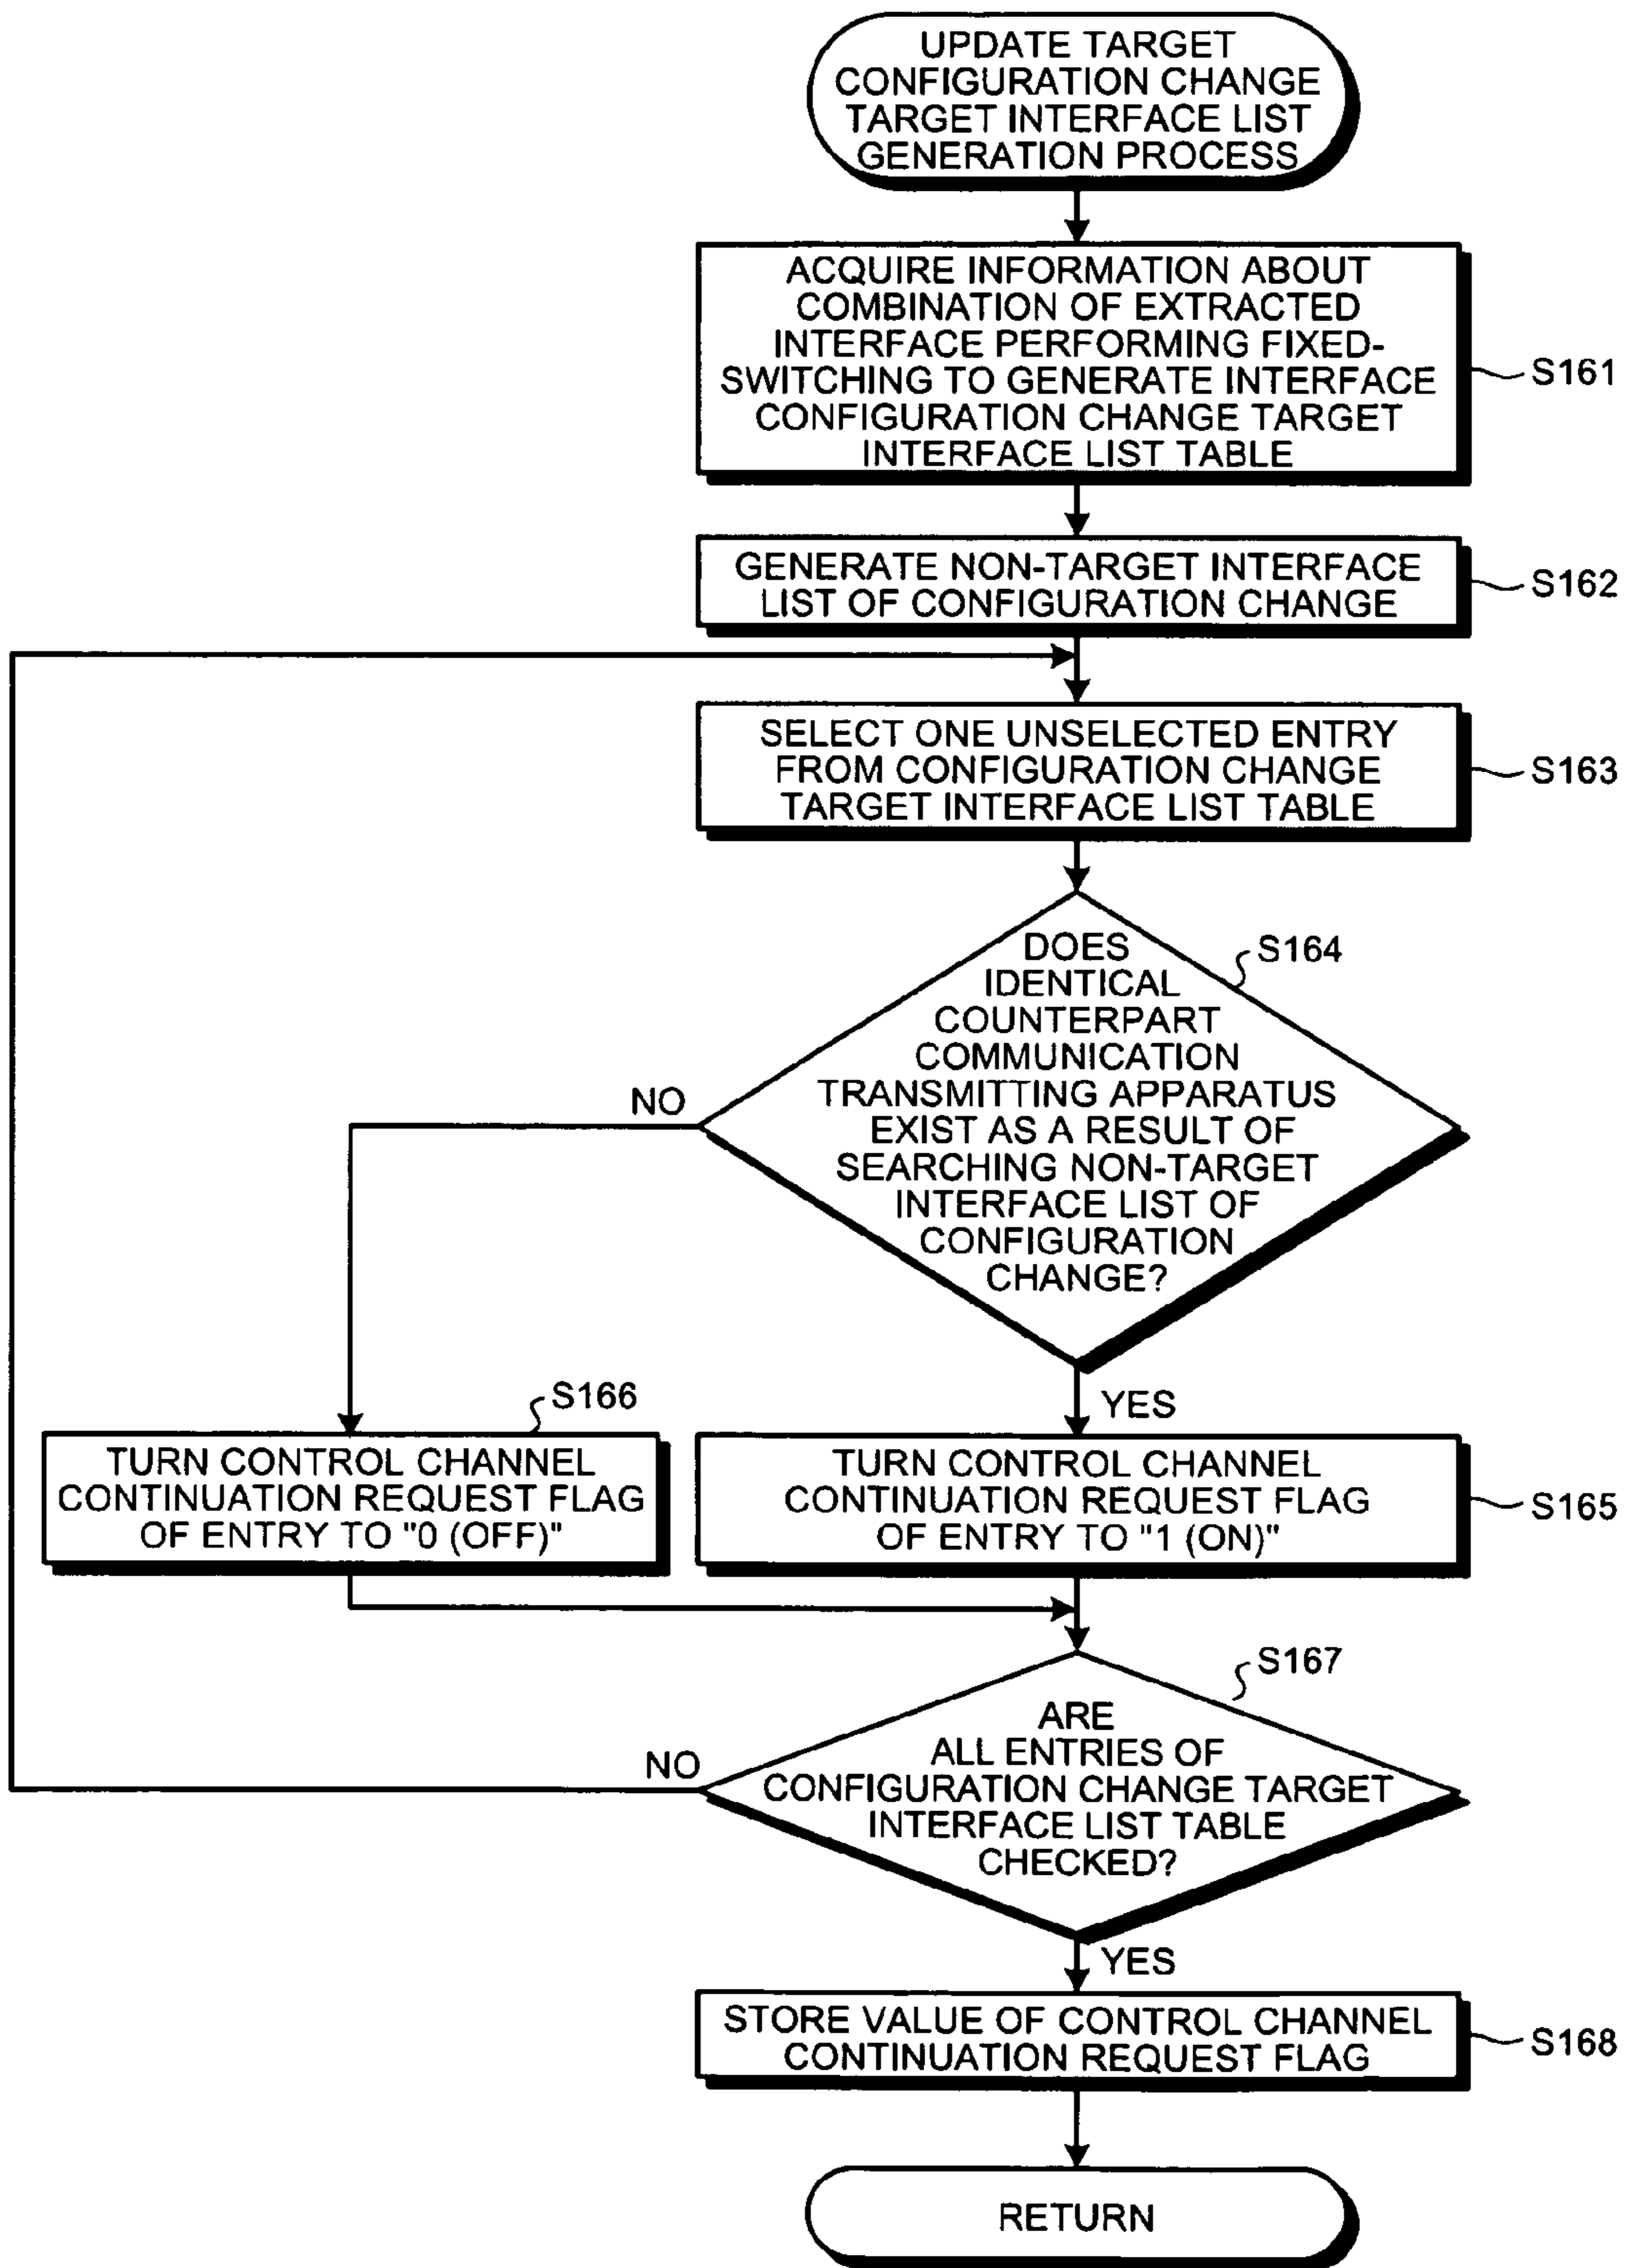 UPDATE TARGET
CONFIGURATION CHANGE
TARGET INTERFACE LIST
GENERATION PROCESS
ACQUIRE INFORMATION ABOUT
COMBINATION OF EXTRACTED
INTERFACE PERFORMING FIXED-
SWITCHING TO GENERATE INTERFACE
CONFIGURATION CHANGE TARGET
INTERFACE LIST TABLE
S161
GENERATE NON-TARGET INTERFACE
LIST OF CONFIGURATION CHANGE
S162
SELECT ONE UNSELECTED ENTRY
FROM CONFIGURATION CHANGE
TARGET INTERFACE LIST TABLE
S163
DOES
IDENTICAL
COUNTERPART
COMMUNICATION
TRANSMITTING APPARATUS
EXIST AS A RESULT OF
SEARCHING NON-TARGET
INTERFACE LIST OF
CONFIGURATION
CHANGE?
S164
NO
YES
S166
TURN CONTROL CHANNEL
CONTINUATION REQUEST FLAG
OF ENTRY TO "0 (OFF)"
TURN CONTROL CHANNEL
CONTINUATION REQUEST FLAG
OF ENTRY TO "1 (ON)"
S165
S167
ARE
ALL ENTRIES OF
CONFIGURATION CHANGE TARGET
INTERFACE LIST TABLE
CHECKED?
NO
YES
STORE VALUE OF CONTROL CHANNEL
CONTINUATION REQUEST FLAG
S168
RETURN